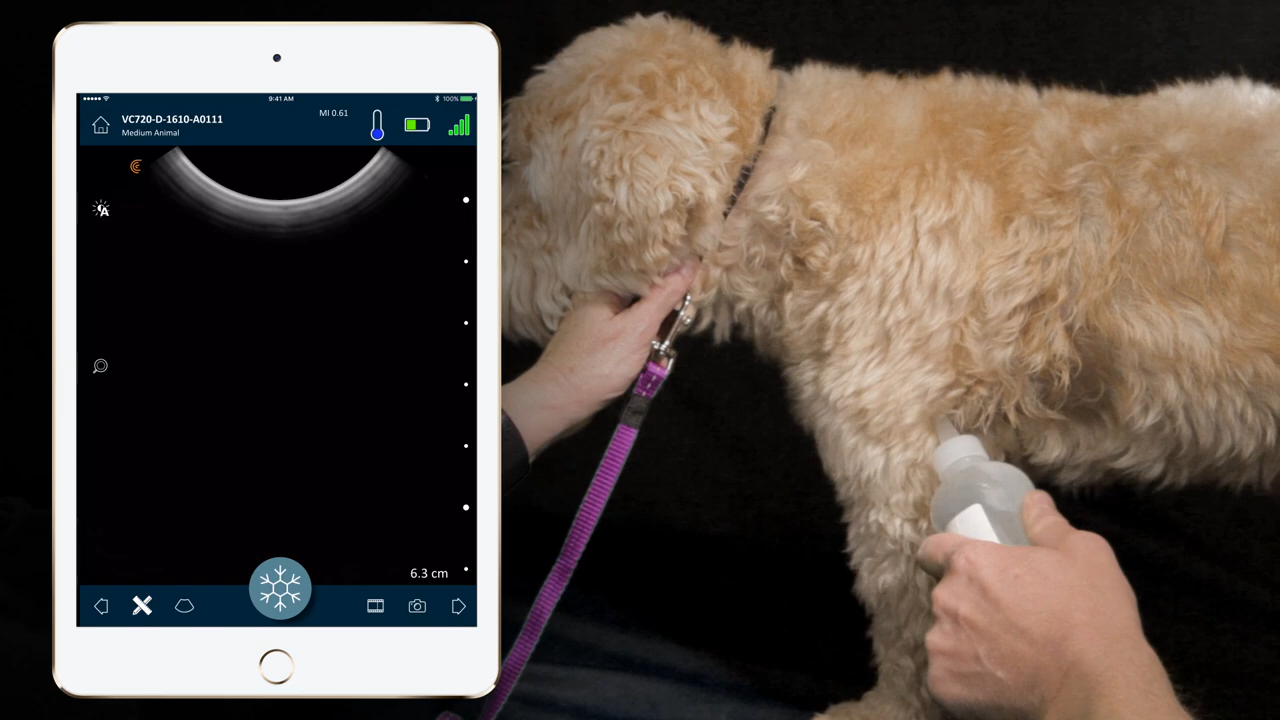 9:41 AM
100%
VC720-D-1610-A0111
Medium Animal
MI 0.61
A
6.3 cm